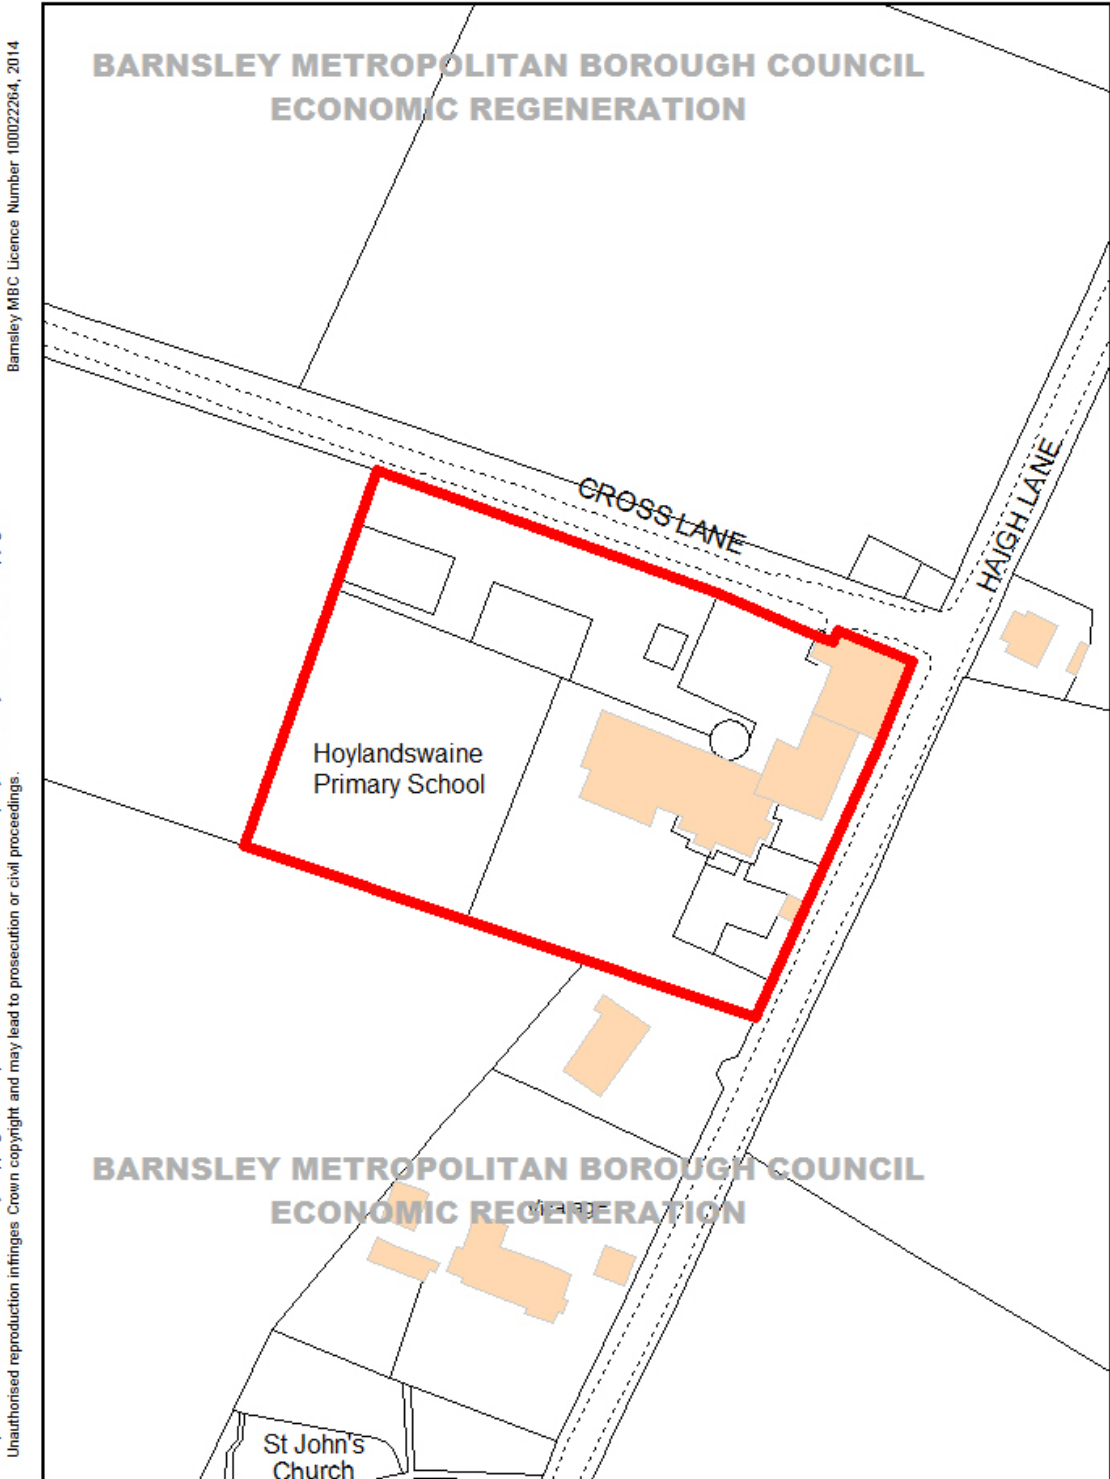 BARNSLEY METROPOLITAN BOROUGH COUNCIL
ECONOMIC REGENERATION
Barnsley MBC Licence Number 100022264, 2014
CROSS LANE
HAIGH LANE
Hoylandswaine
Primary School
Unauthorised reproduction infringes Crown copyright and may lead to prosecution or civil proceedings.
BARNSLEY METROPOLITAN BOROUGH COUNCIL
ECONOMIC REGENERATION
Vicarage
St John's
Church